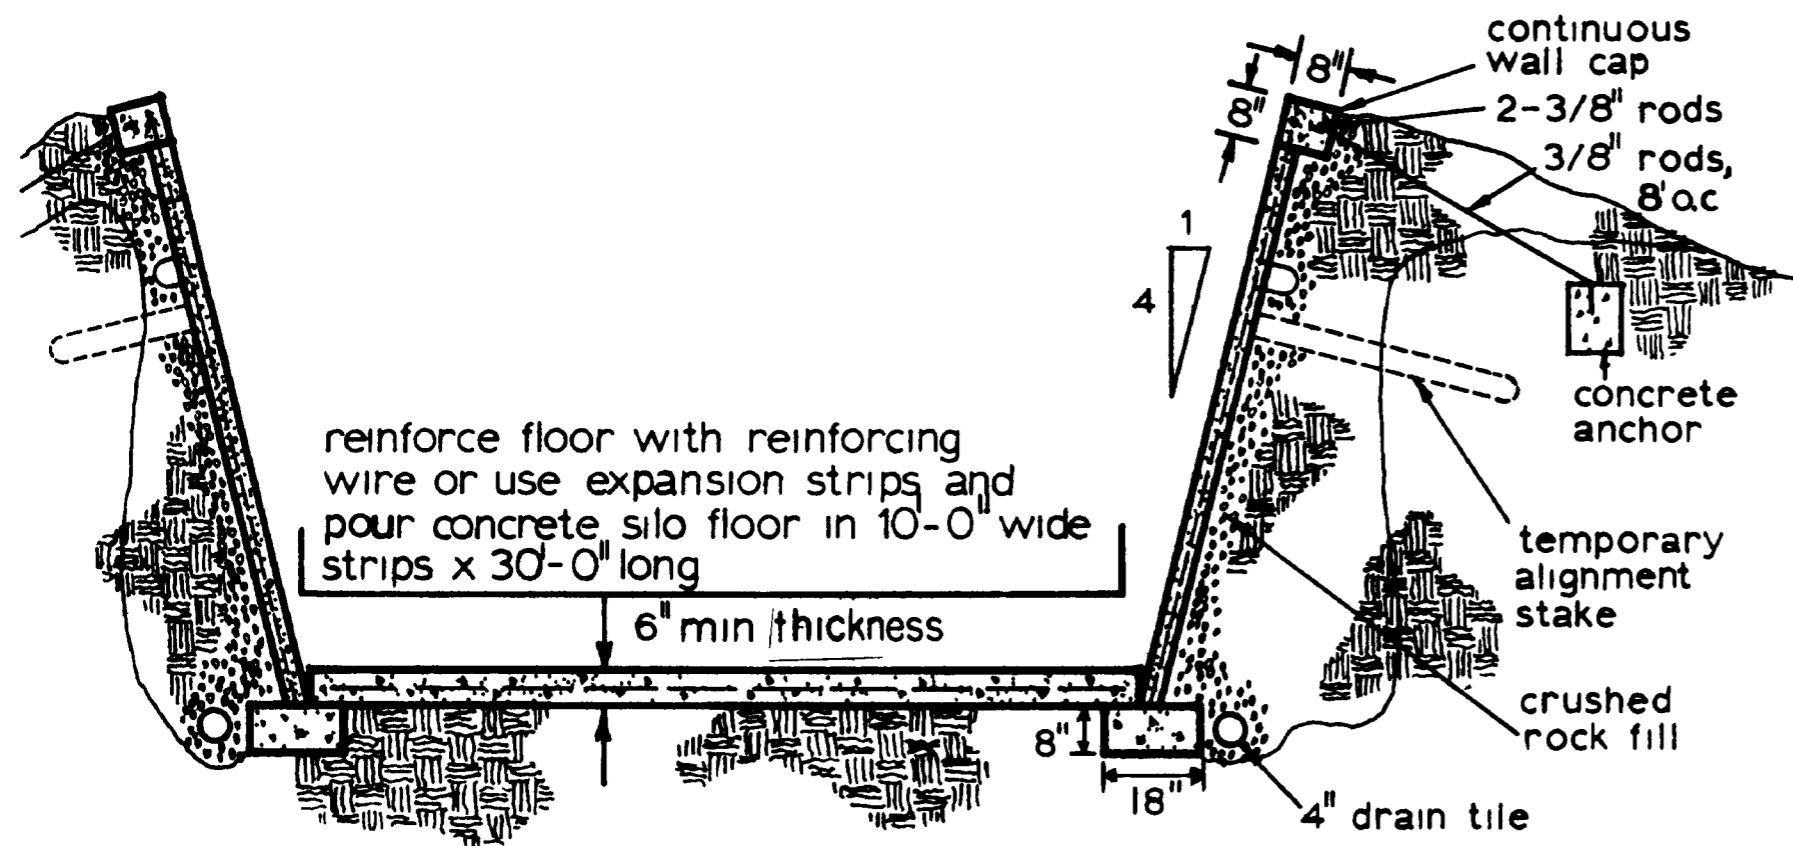 continuous
wall cap
8"
8"
2-3/8" rods
3/8" rods,
8' o.c
1
4
concrete
anchor
reinforce floor with reinforcing
wire or use expansion strips and
pour concrete silo floor in 10'-0" wide
strips x 30'-0" long
temporary
alignment
stake
6" min thickness
crushed
rock fill
8"
18"
4" drain tile